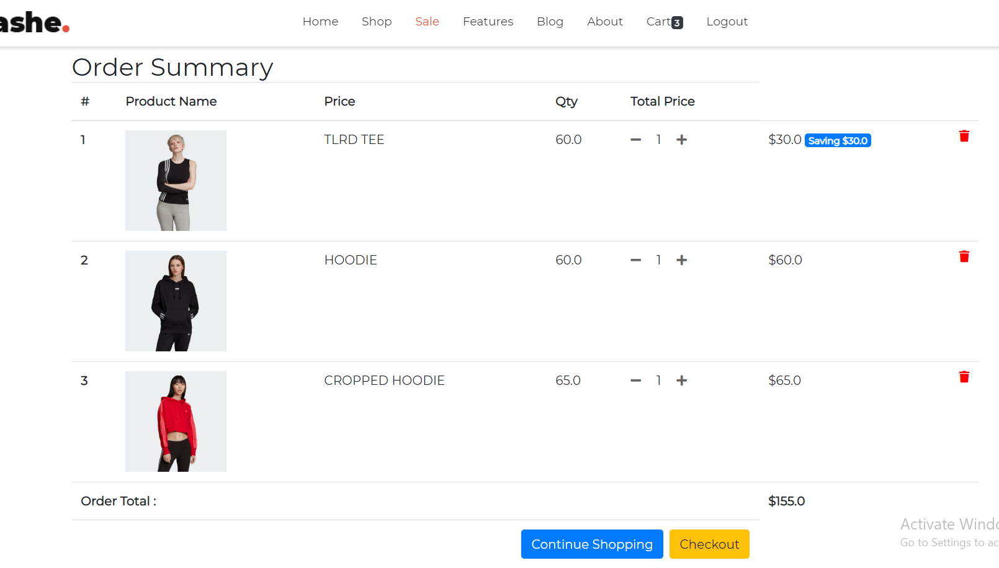 ashe.
Home Shop Sale Features Blog About Cart 3 Logout
Order Summary
# Product Name Price Qty Total Price
1 TLRD TEE 60.0 1 $30.0 Saving $30.0
2 HOODIE 60.0 1 $60.0
3 CROPPED HOODIE 65.0 1 $65.0
Order Total : $155.0
Continue Shopping Checkout
Activate Windo
Go to Settings to ac